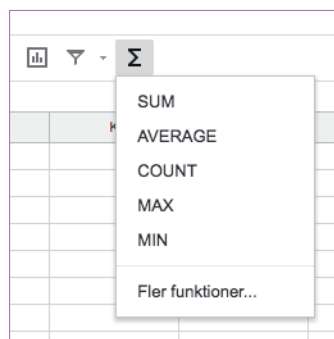 Σ
SUM
AVERAGE
COUNT
MAX
MIN
Fler funktioner...